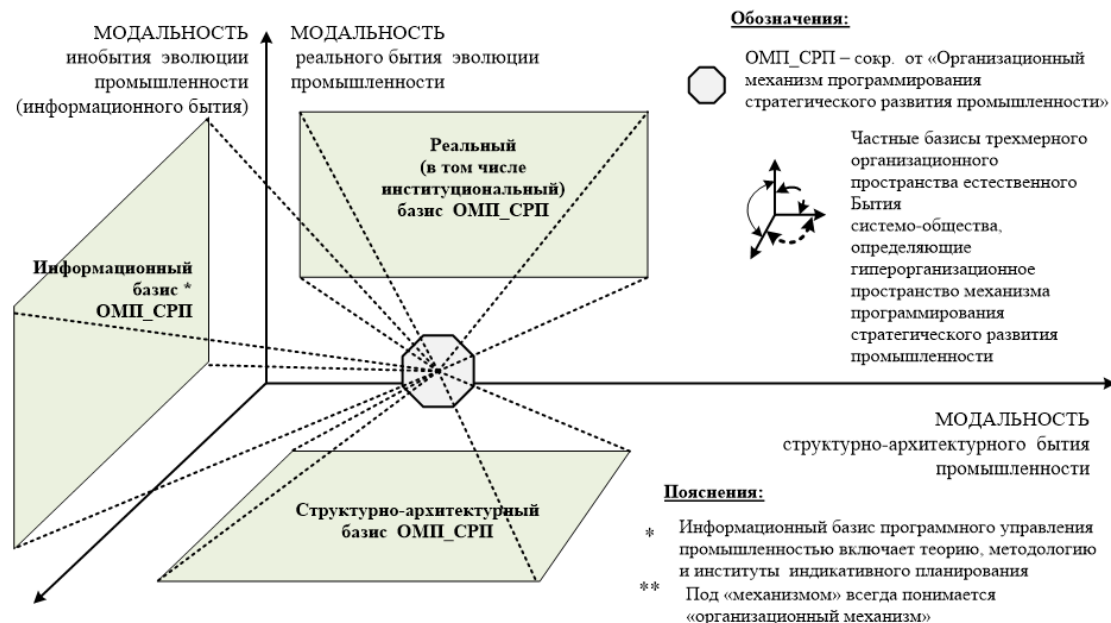 МОДАЛЬНОСТЬ
инобытия эволюции
промышленности
(информационного бытия)
МОДАЛЬНОСТЬ
реального бытия эволюции
промышленности
Реальный
(в том числе
институциональный)
базис ОМП_СРП
Информационный
базис *
ОМП_СРП
Структурно-архитектурный
базис ОМП_СРП
МОДАЛЬНОСТЬ
структурно-архитектурного бытия
промышленности
Обозначения:
ОМП_СРП – сокр. от «Организационный
механизм программирования
стратегического развития промышленности»
Частные базисы трехмерного
организационного
пространства естественного
Бытия
системо-общества,
определяющие
гиперорганизационное
пространство механизма
программирования
стратегического развития
промышленности
Пояснения:
* Информационный базис программного управления
промышленностью включает теорию, методологию
и институты индикативного планирования
** Под «механизмом» всегда понимается
«организационный механизм»